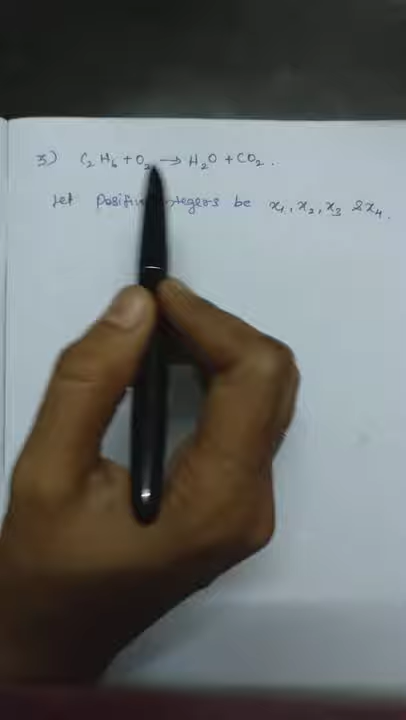 3) C₂H₆ + O₂ → H₂O + CO₂.
Let Positive integers be x₁, x₂, x₃ & x₄.